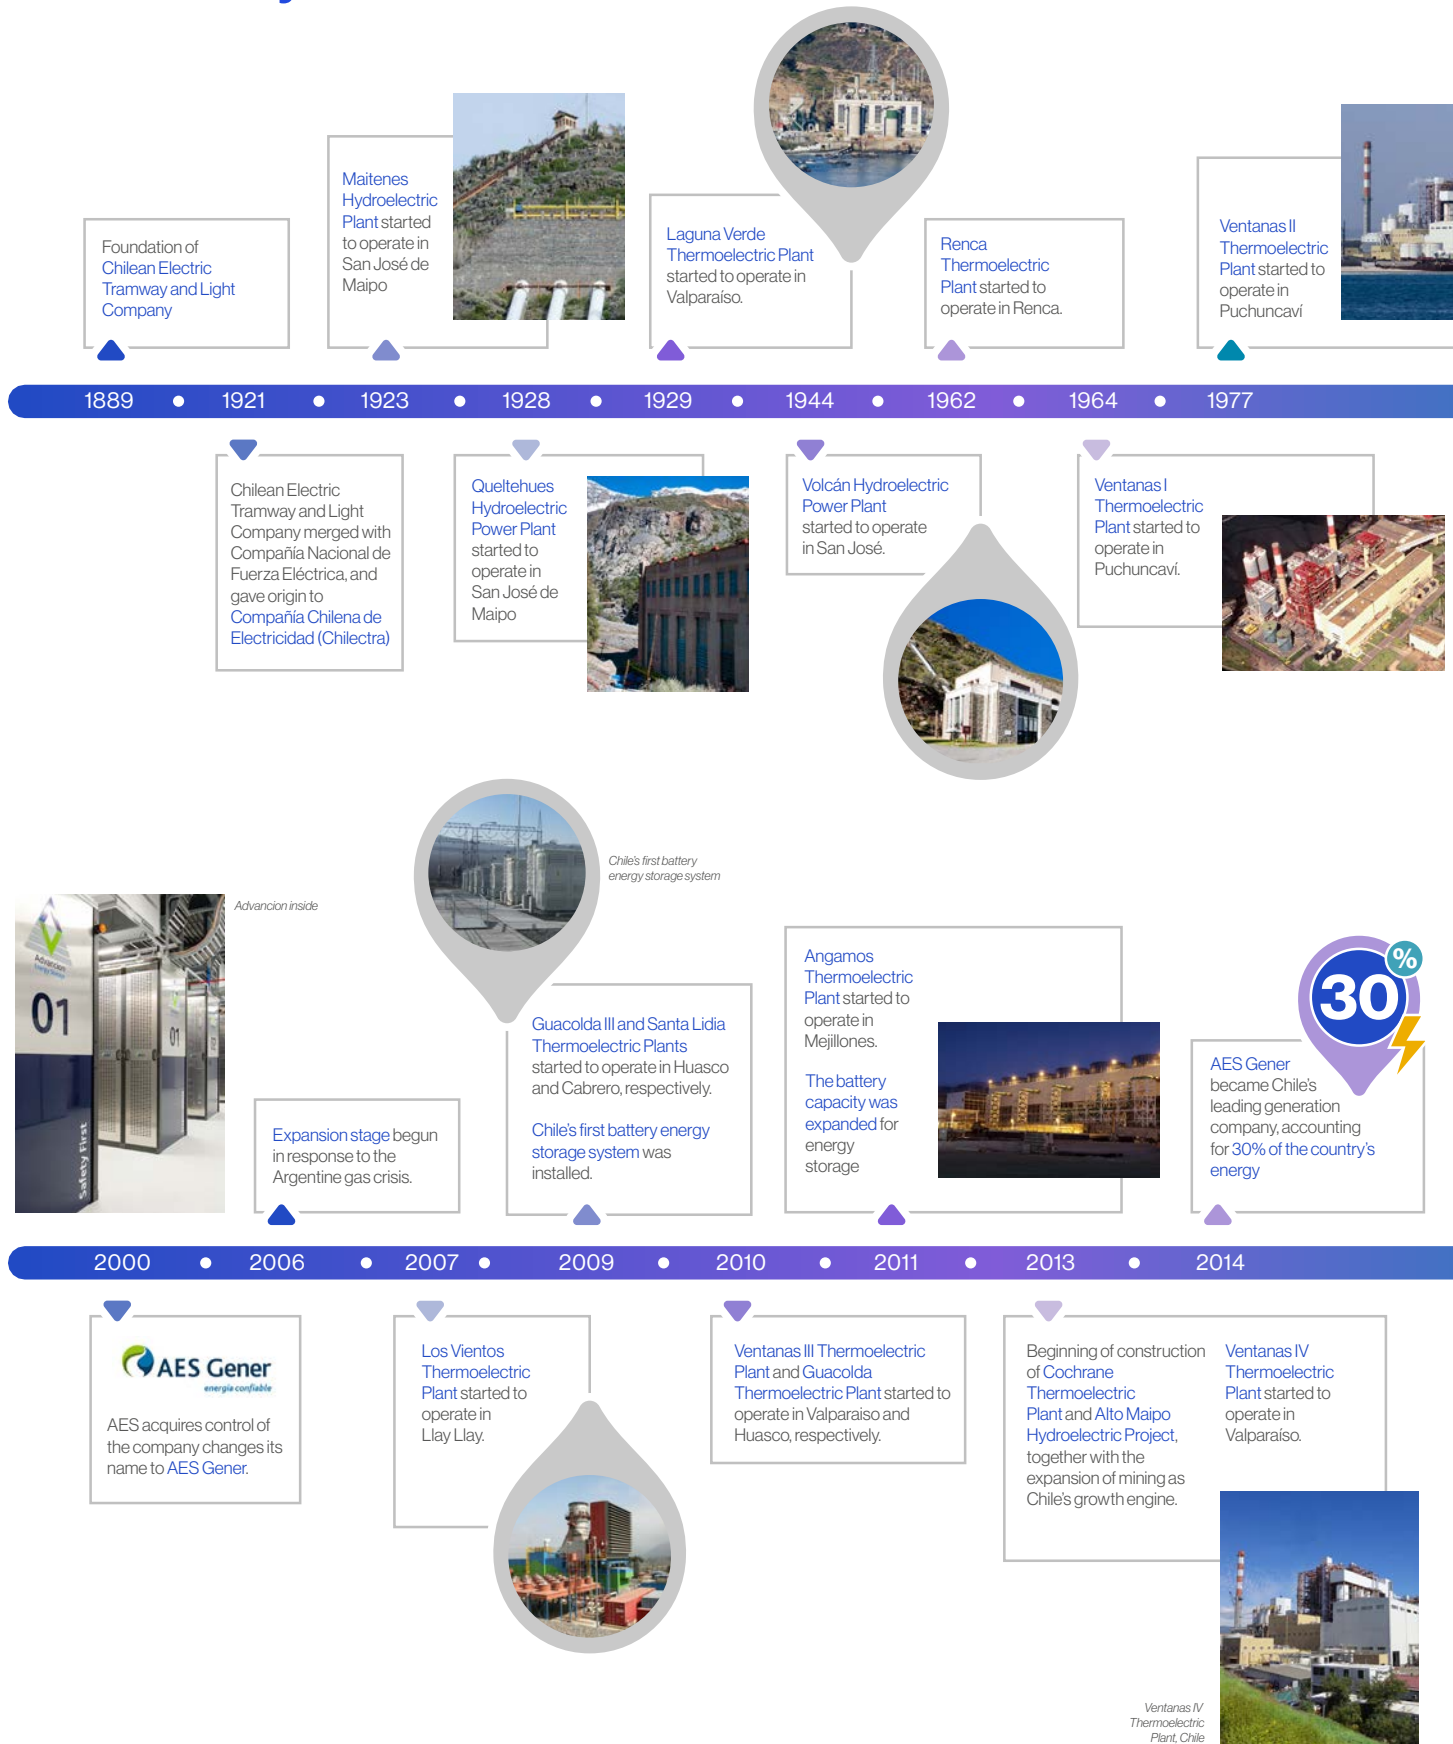 Foundation of
Chilean Electric
Tramway and Light
Company
Maitenes
Hydroelectric
Plant started
to operate in
San José de
Maipo
Laguna Verde
Thermoelectric Plant
started to operate in
Valparaíso.
Renca
Thermoelectric
Plant started to
operate in Renca.
Ventanas II
Thermoelectric
Plant started to
operate in
Puchuncaví
1889 1921 1923 1928 1929 1944 1962 1964 1977
Chilean Electric
Tramway and Light
Company merged with
Compañía Nacional de
Fuerza Eléctrica, and
gave origin to
Compañía Chilena de
Electricidad (Chilectra)
Queltehues
Hydroelectric
Power Plant
started to
operate in
San José de
Maipo
Volcán Hydroelectric
Power Plant
started to operate
in San José.
Ventanas I
Thermoelectric
Plant started to
operate in
Puchuncaví.
Advancion
01
01
Safety First
Advancion inside
Chile's first battery
energy storage system
Expansion stage begun
in response to the
Argentine gas crisis.
Guacolda III and Santa Lidia
Thermoelectric Plants
started to operate in Huasco
and Cabrero, respectively.
Chile's first battery energy
storage system was
installed.
Angamos
Thermoelectric
Plant started to
operate in
Mejillones.
The battery
capacity was
expanded for
energy
storage
30 %
AES Gener
became Chile's
leading generation
company, accounting
for 30% of the country's
energy
2000 2006 2007 2009 2010 2011 2013 2014
AES Gener
energía confiable
AES acquires control of
the company changes its
name to AES Gener.
Los Vientos
Thermoelectric
Plant started to
operate in
Llay Llay.
Ventanas III Thermoelectric
Plant and Guacolda
Thermoelectric Plant started to
operate in Valparaiso and
Huasco, respectively.
Beginning of construction
of Cochrane
Thermoelectric
Plant and Alto Maipo
Hydroelectric Project,
together with the
expansion of mining as
Chile's growth engine.
Ventanas IV
Thermoelectric
Plant started to
operate in
Valparaíso.
Ventanas IV
Thermoelectric
Plant, Chile